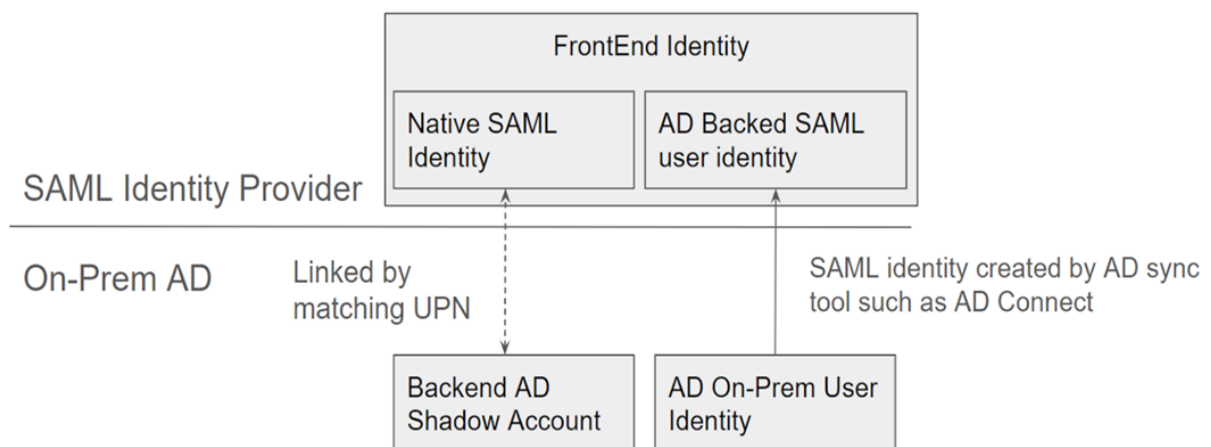 FrontEnd Identity
Native SAML
Identity
AD Backed SAML
user identity
SAML Identity Provider
On-Prem AD
Linked by
matching UPN
SAML identity created by AD sync
tool such as AD Connect
Backend AD
Shadow Account
AD On-Prem User
Identity